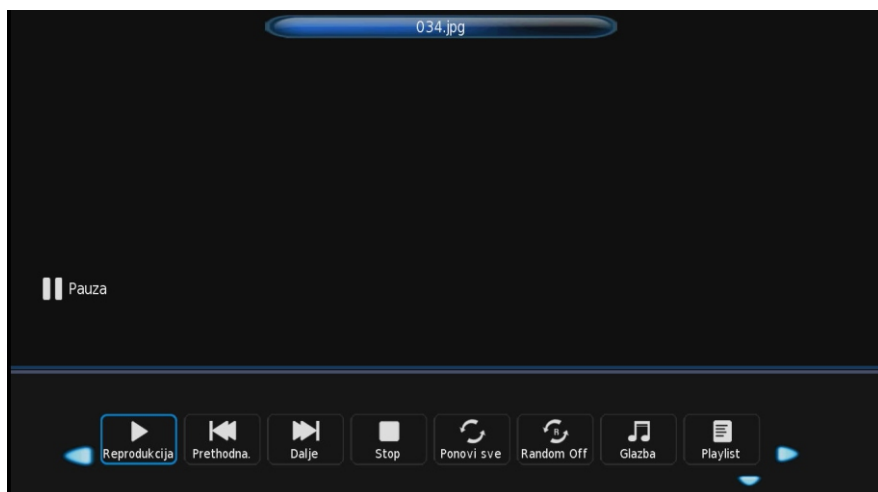 034.jpg
Pauza
Reprodukcija
Prethodna.
Dalje
Stop
Ponovi sve
Random Off
Glazba
Playlist